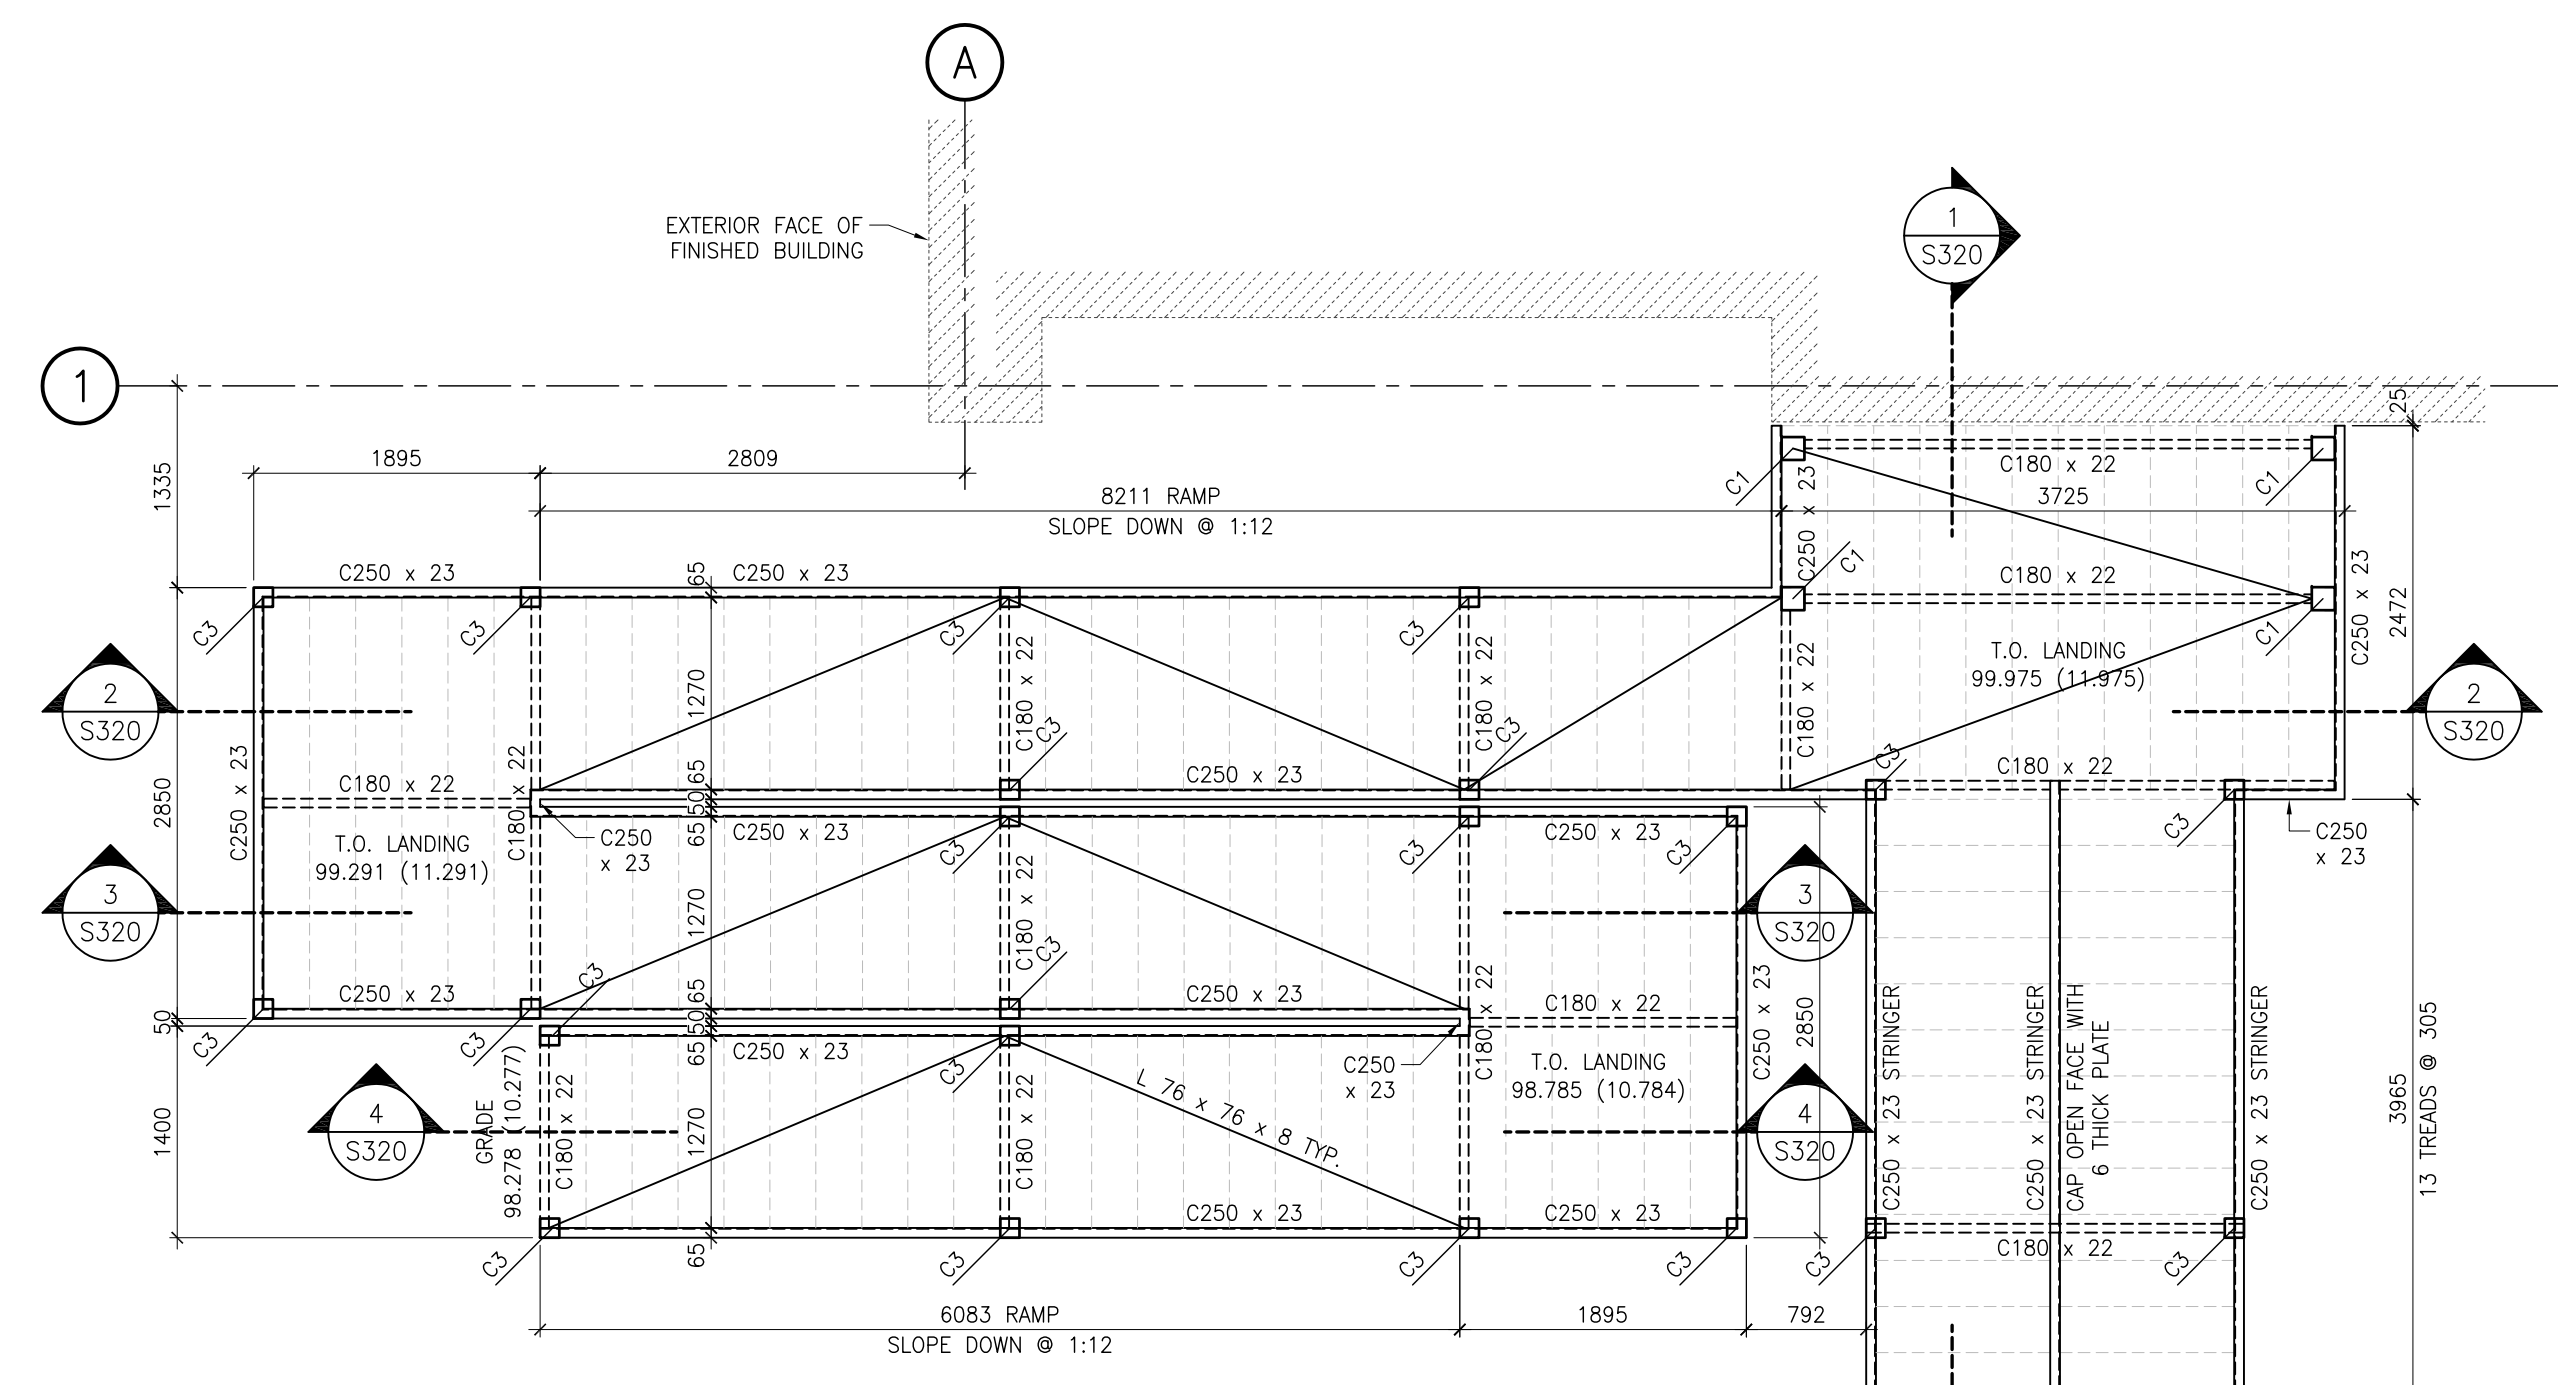 A
1
S320
EXTERIOR FACE OF
FINISHED BUILDING
1
25
1895
2809
C180 x 22
1335
8211 RAMP
SLOPE DOWN @ 1:12
C1
C250 x 23
3725
C1
C250 x 23
65
C250 x 23
C1
C180 x 22
C250 x 23
2472
C3
C3
C3
C180 x 22
C3
C180 x 22
C180 x 22
C1
T.O. LANDING
99.975 (11.975)
2
S320
1270
2
S320
C3
C3
C3
C250 x 23
2850
C180 x 22
C180 x 22
65
50
65
C250 x 23
C180 x 22
T.O. LANDING
99.291 (11.291)
C250
x 23
C250 x 23
C250 x 23
C3
C3
C3
C3
C250
x 23
3
S320
1270
C180 x 22
3
S320
C3
C3
C250 x 23
65
50
65
C250 x 23
C180 x 22
C180 x 22
C250 x 23
2850
50
C3
C3
C250 x 23
C3
C250
x 23
T.O. LANDING
98.785 (10.784)
C250 x 23 STRINGER
C250 x 23 STRINGER
CAP OPEN FACE WITH
6 THICK PLATE
C250 x 23 STRINGER
3965
13 TREADS @ 305
4
S320
GRADE
98.278 (10.277)
C180 x 22
1400
1270
C180 x 22
L 76 x 76 x 8 TYP.
4
S320
C250 x 23
C250 x 23
65
C3
C3
C3
C3
C3
C180 x 22
C3
6083 RAMP
SLOPE DOWN @ 1:12
1895
792